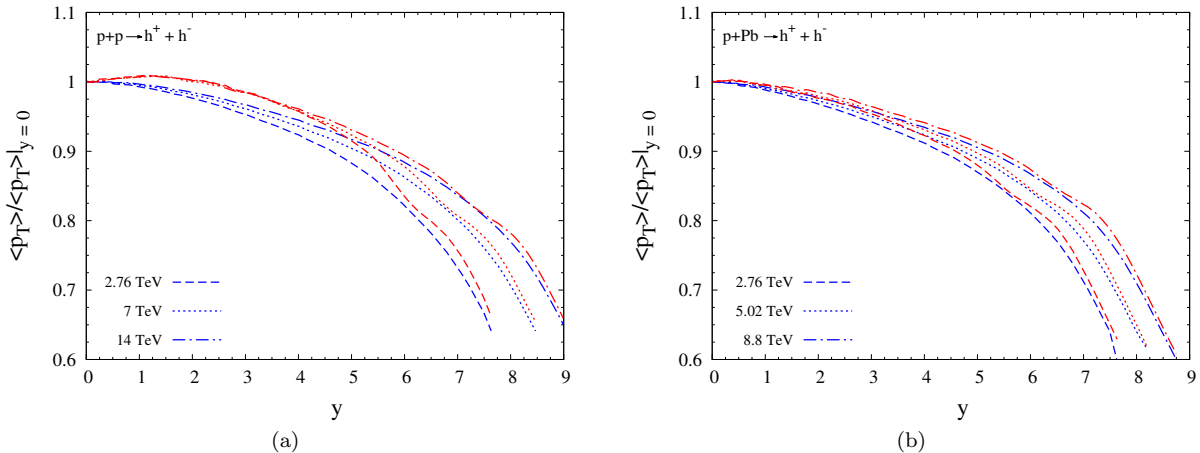 p+p→h⁺ + h⁻
<p_T>/<p_T>|_{y = 0}
1.1
1
0.9
0.8
0.7
0.6
2.76 TeV
7 TeV
14 TeV
0 1 2 3 4 5 6 7 8 9
y
(a)
p+Pb→h⁺ + h⁻
<p_T>/<p_T>|_{y = 0}
1.1
1
0.9
0.8
0.7
0.6
2.76 TeV
5.02 TeV
8.8 TeV
0 1 2 3 4 5 6 7 8 9
y
(b)